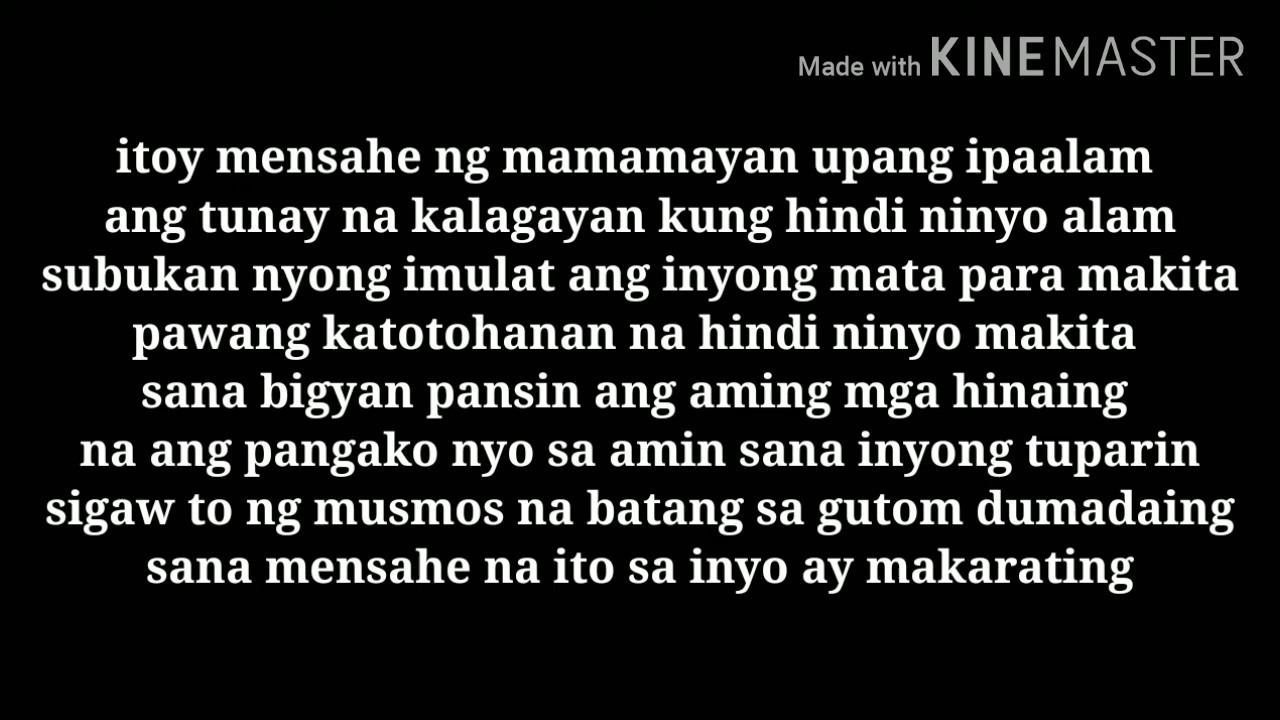 Made with KINEMASTER
itoy mensahe ng mamamayan upang ipaalam
ang tunay na kalagayan kung hindi ninyo alam
subukan nyong imulat ang inyong mata para makita
pawang katotohanan na hindi ninyo makita
sana bigyan pansin ang aming mga hinaing
na ang pangako nyo sa amin sana inyong tuparin
sigaw to ng musmos na batang sa gutom dumadaing
sana mensahe na ito sa inyo ay makarating